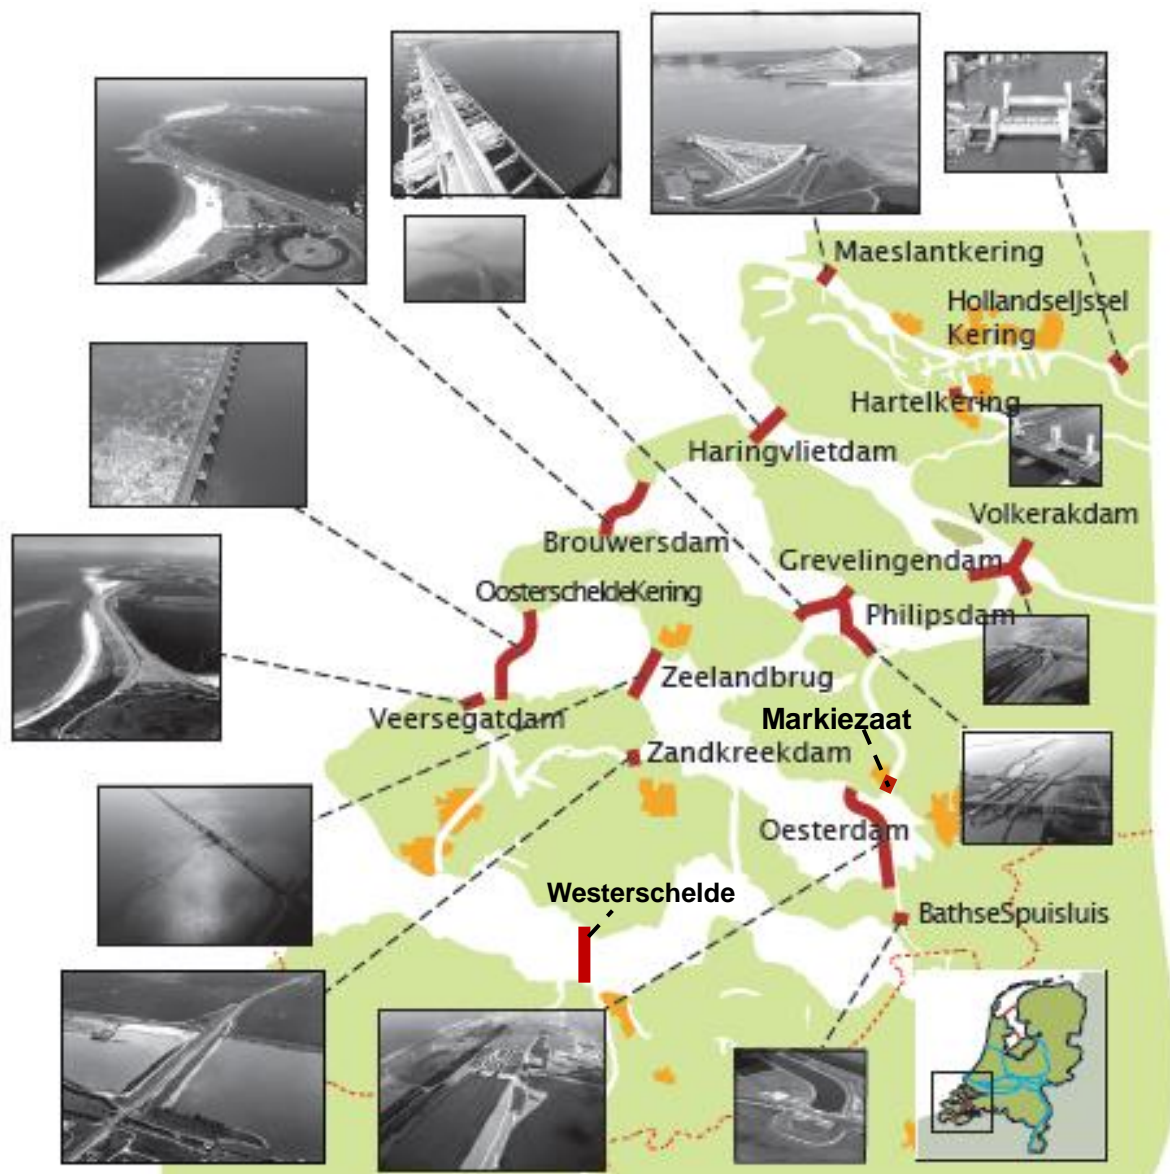 Maeslantkering
HollandseIJssel
Kering
Hartelkering
Haringvlietdam
Volkerakdam
Brouwersdam
Grevelingendam
OosterscheldeKering
Philipsdam
Zeelandbrug
Veersegatdam
Markiezaat
Zandkreekdam
Oesterdam
Westerschelde
BathseSpuisluis